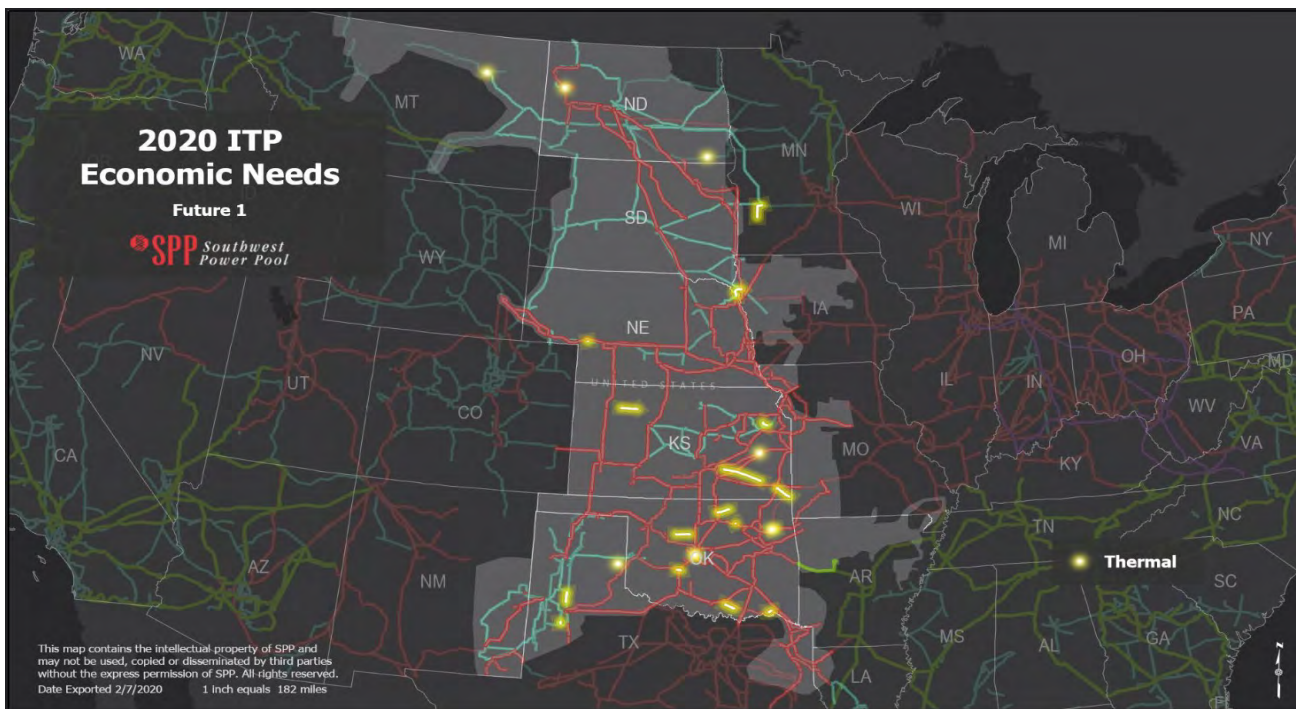 2020 ITP
Economic Needs
Future 1
SPP Southwest
Power Pool
WA
MT
ND
MN
SD
WI
MI
NY
WY
IA
PA
NE
NV
UT
IL
IN
OH
MD
UNITED STATES
CO
WV
VA
CA
KS
MO
KY
TN
NC
AZ
NM
OK
AR
Thermal
SC
MS
AL
GA
TX
LA
This map contains the intellectual property of SPP and
may not be used, copied or disseminated by third parties
without the express permission of SPP. All rights reserved.
Date Exported 2/7/2020 1 inch equals 182 miles
N